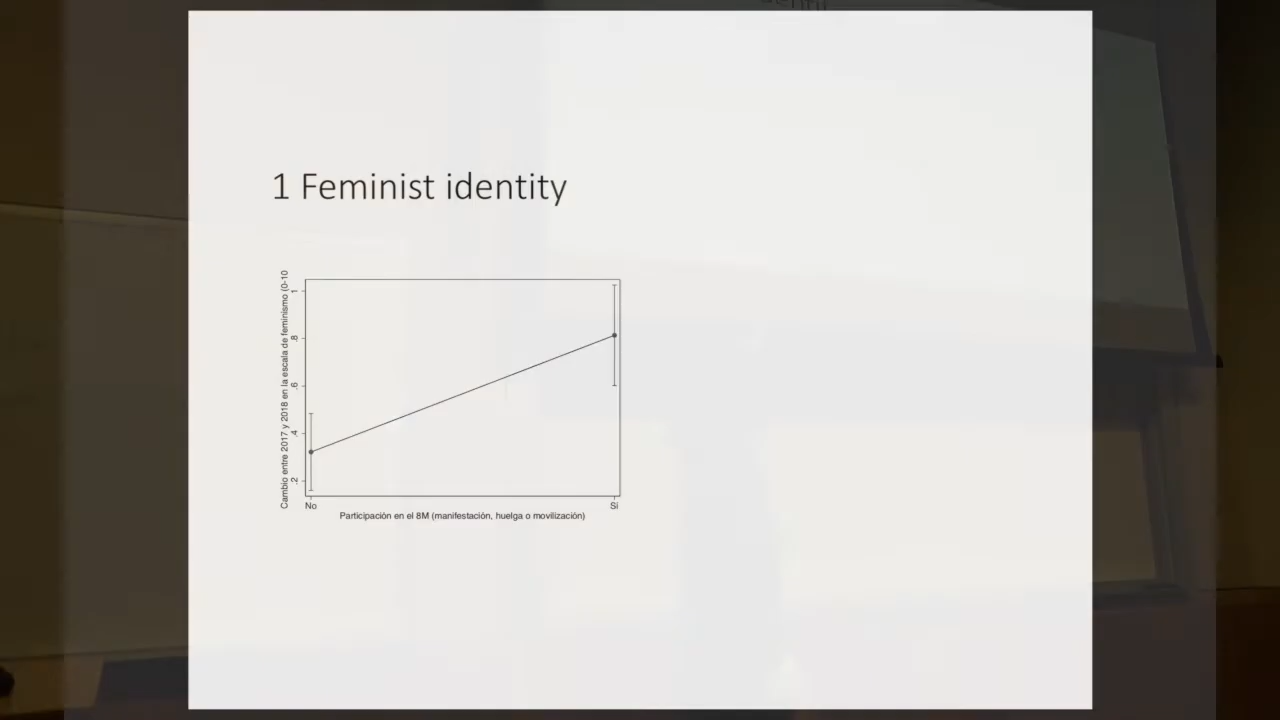 1 Feminist identity
Cambio entre 2017 y 2018 en la escala de feminismo (0-10
1
.8
.6
.4
.2
No
Sí
Participación en el 8M (manifestación, huelga o movilización)